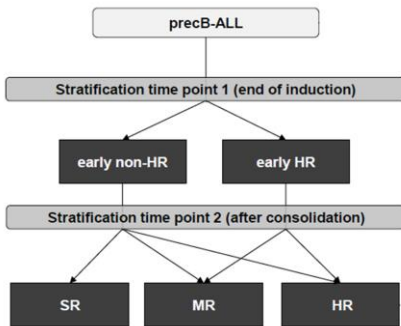 precB-ALL
Stratification time point 1 (end of induction)
early non-HR
early HR
Stratification time point 2 (after consolidation)
SR
MR
HR